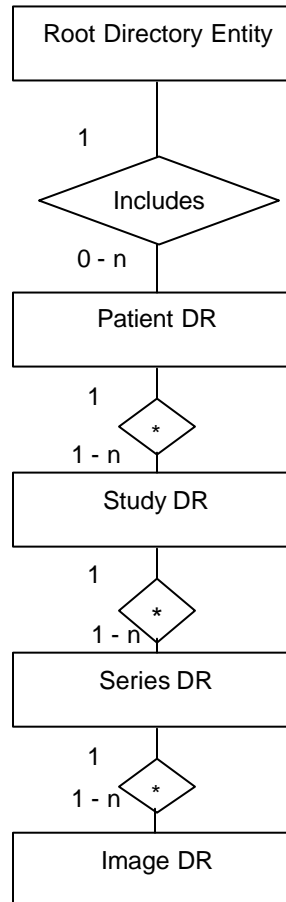 Root Directory Entity
1
Includes
0 - n
Patient DR
1
*
1 - n
Study DR
1
*
1 - n
Series DR
1
*
1 - n
Image DR